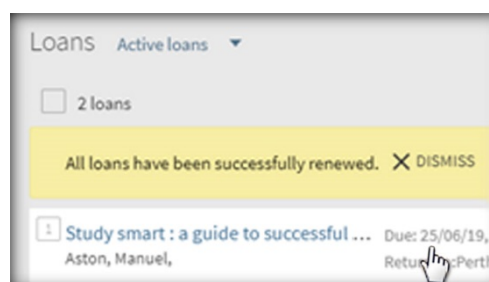 Loans Active loans
2 loans
All loans have been successfully renewed. X DISMISS
1 Study smart : a guide to successful ... Due: 25/06/19,
Aston, Manuel,